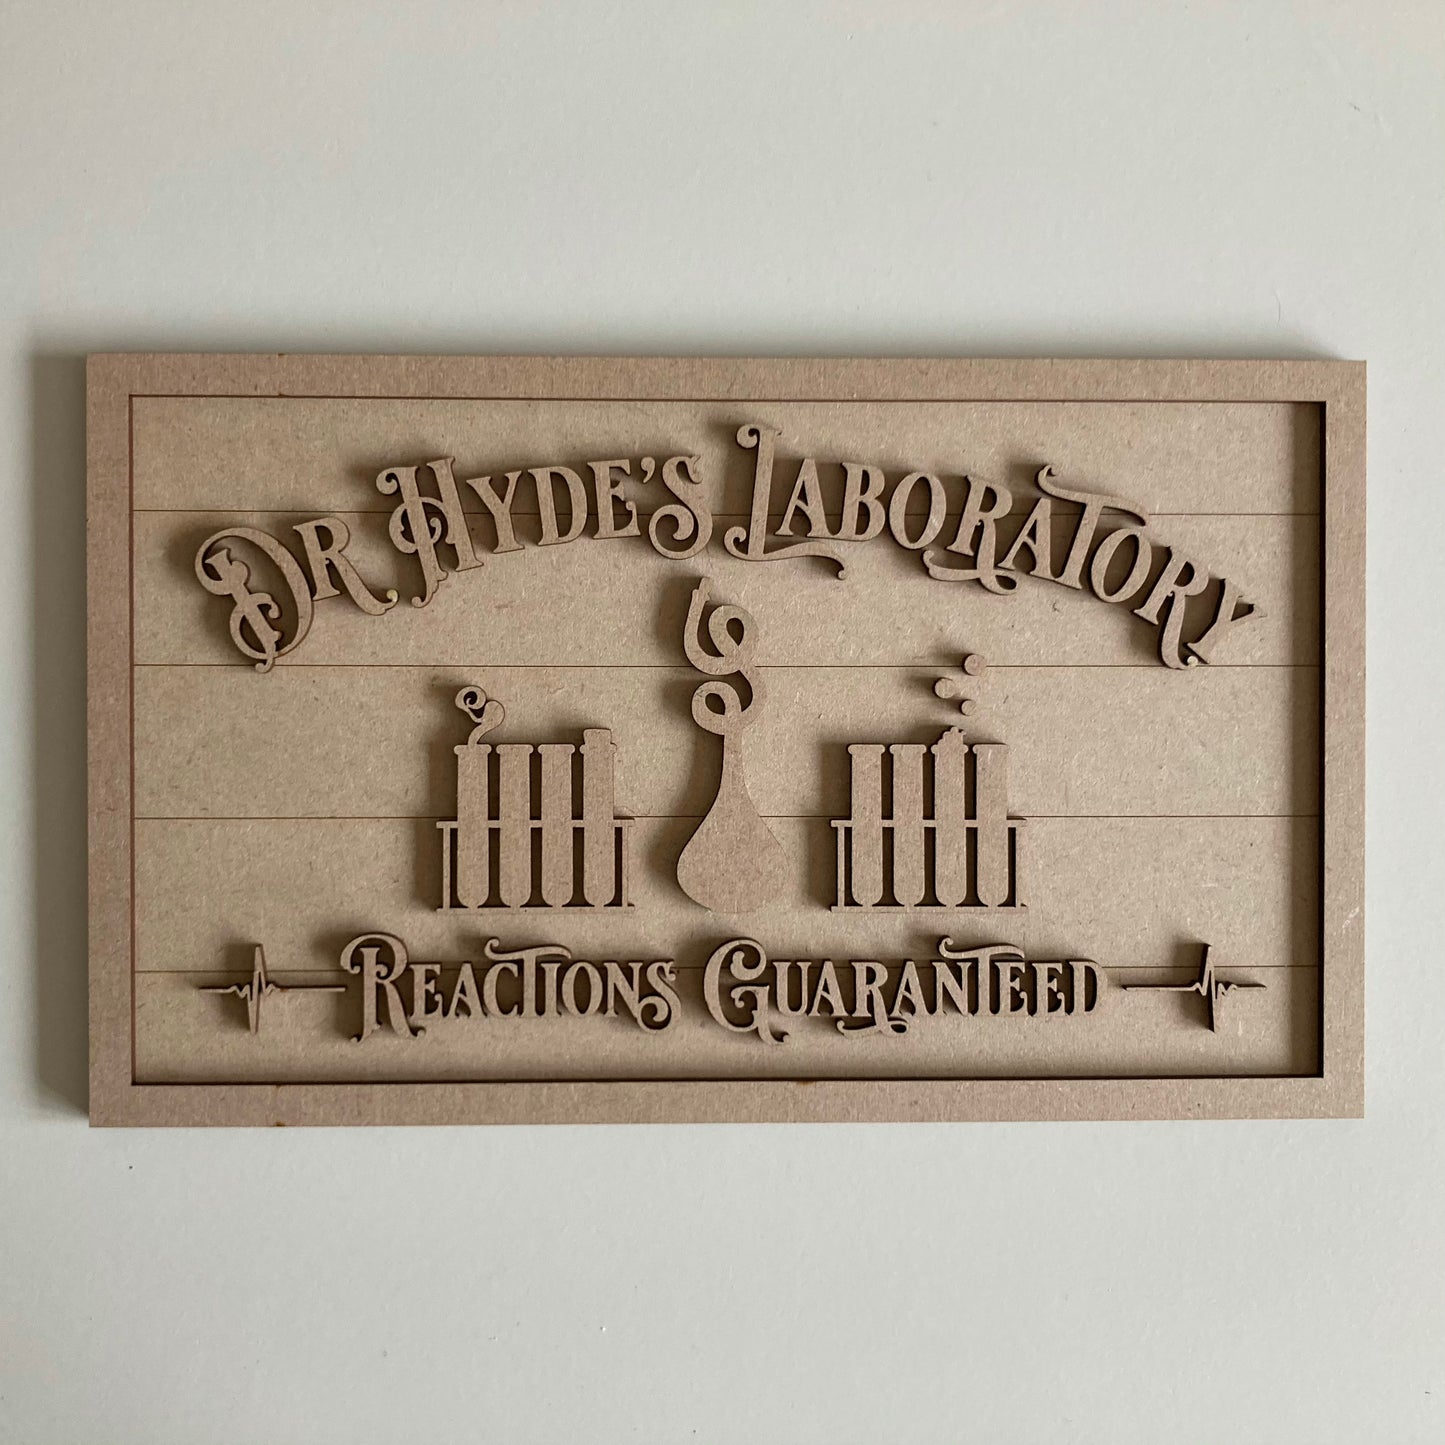 Dr Hyde's Laboratory
Reactions Guaranteed